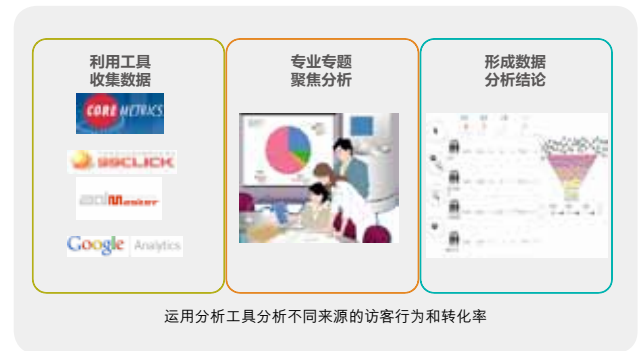 利用工具
收集数据
COREMETRICS
99CLICK
adMaster
Google Analytics
专业专题
聚焦分析
形成数据
分析结论
运用分析工具分析不同来源的访客行为和转化率